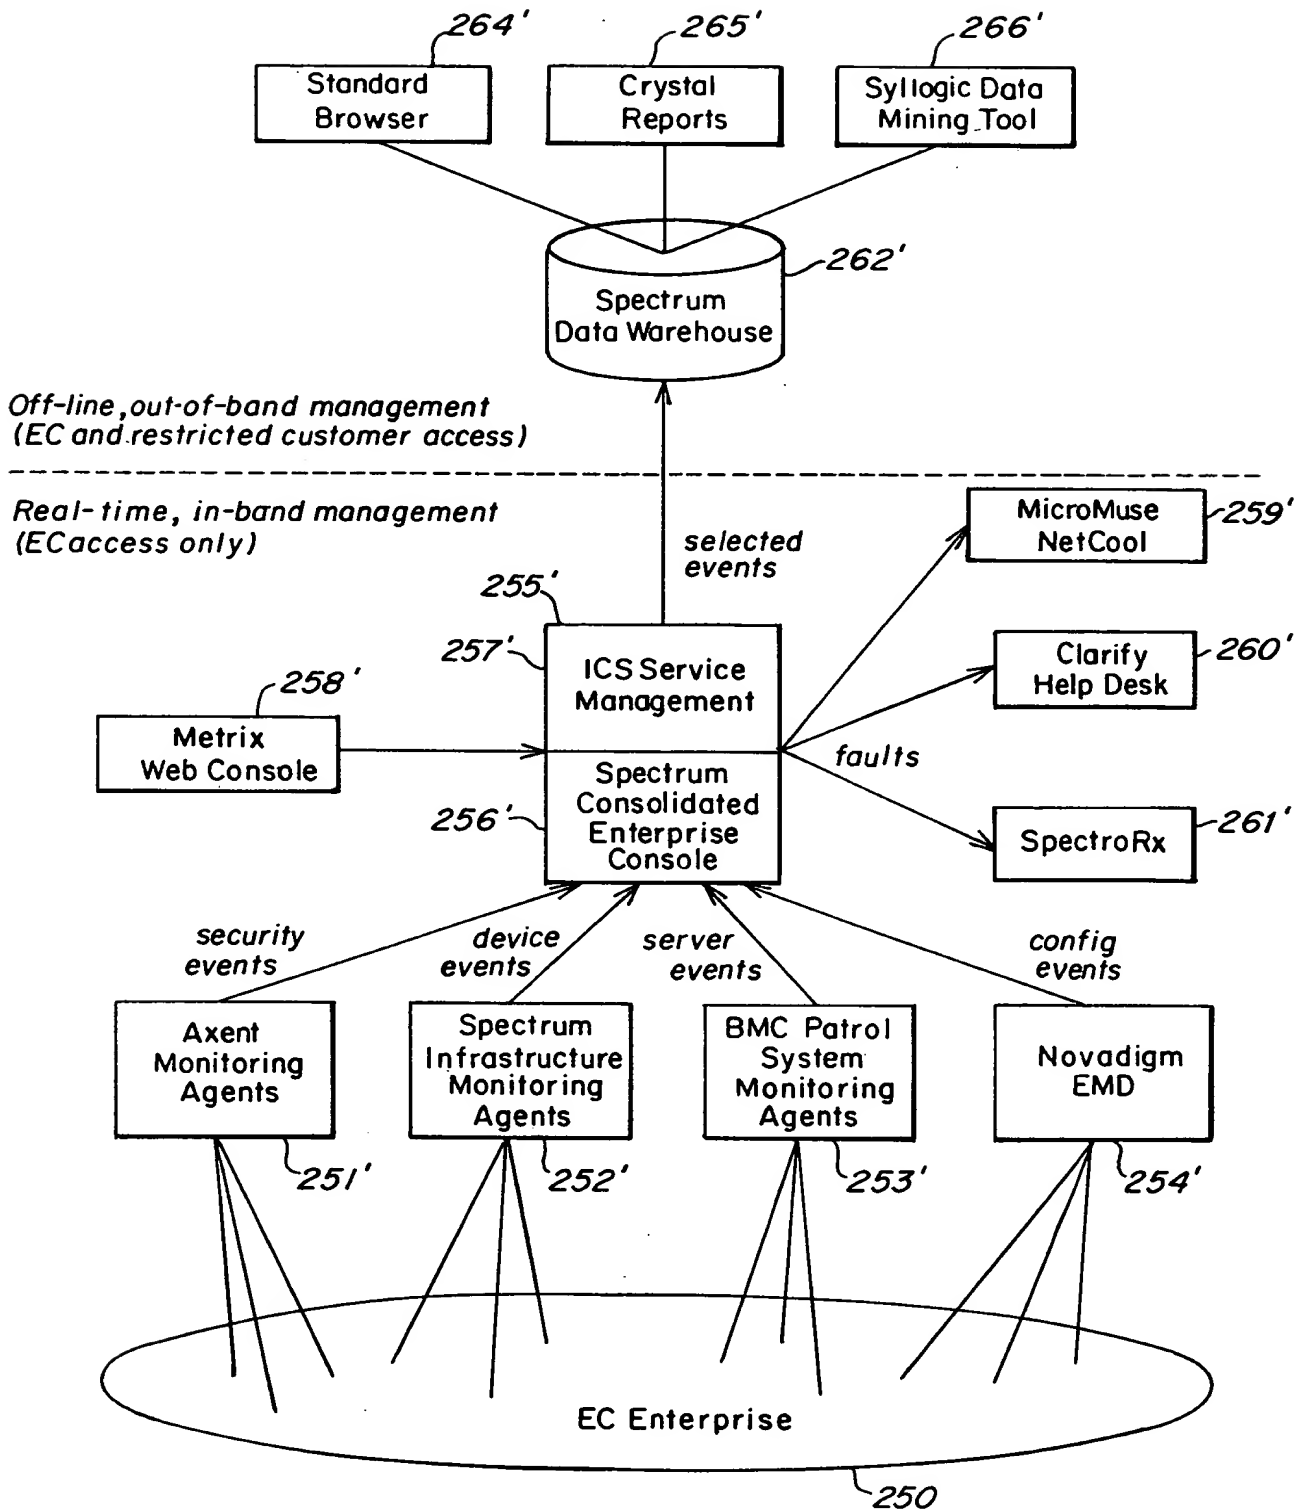 264'
265'
266'
Standard
Browser
Crystal
Reports
Syllogic Data
Mining Tool
262'
Spectrum
Data Warehouse
Off-line, out-of-band management
(EC and restricted customer access)
Real-time, in-band management
(EC access only)
selected
events
MicroMuse
NetCool
259'
255'
257'
ICS Service
Management
Clarify
Help Desk
260'
258'
Metrix
Web Console
faults
256'
Spectrum
Consolidated
Enterprise
Console
SpectroRx
261'
security
events
device
events
server
events
config
events
Axent
Monitoring
Agents
Spectrum
Infrastructure
Monitoring
Agents
BMC Patrol
System
Monitoring
Agents
Novadigm
EMD
251'
252'
253'
254'
EC Enterprise
250